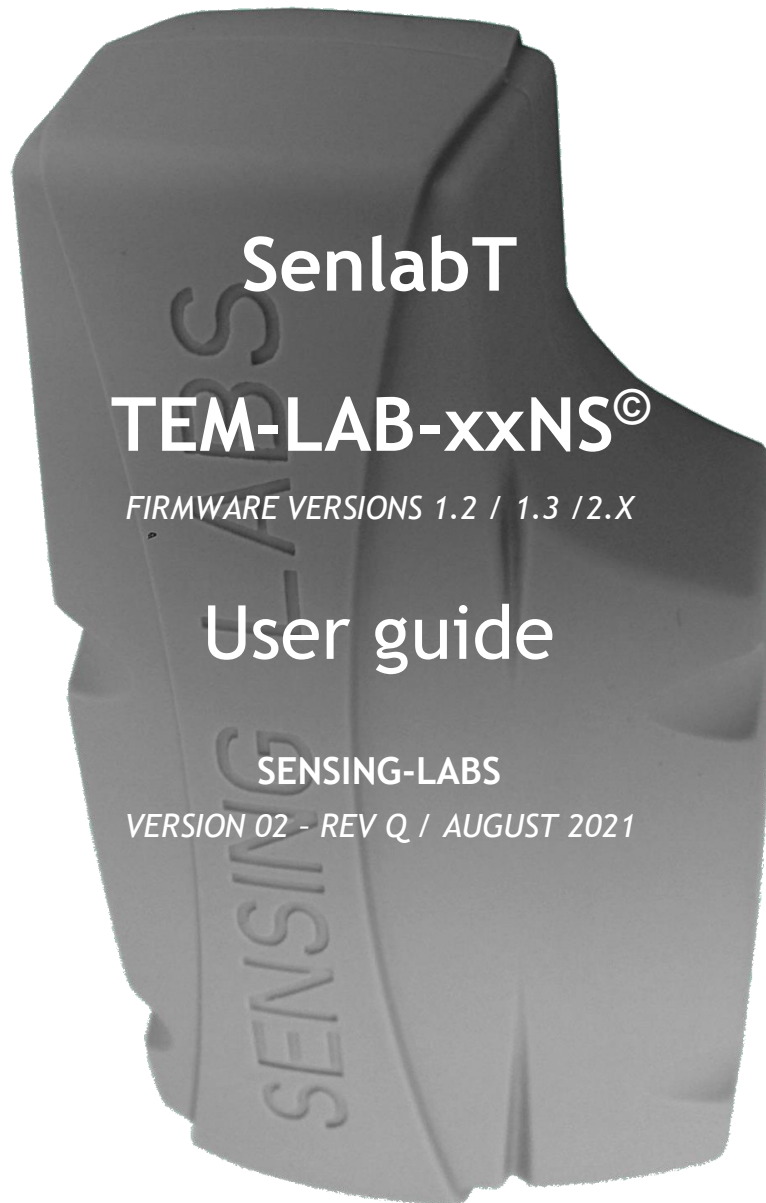 SenlabT
TEM-LAB-xxNS©
FIRMWARE VERSIONS 1.2 / 1.3 /2.X
User guide
SENSING-LABS
VERSION 02 – REV Q / AUGUST 2021
SENSING LABS